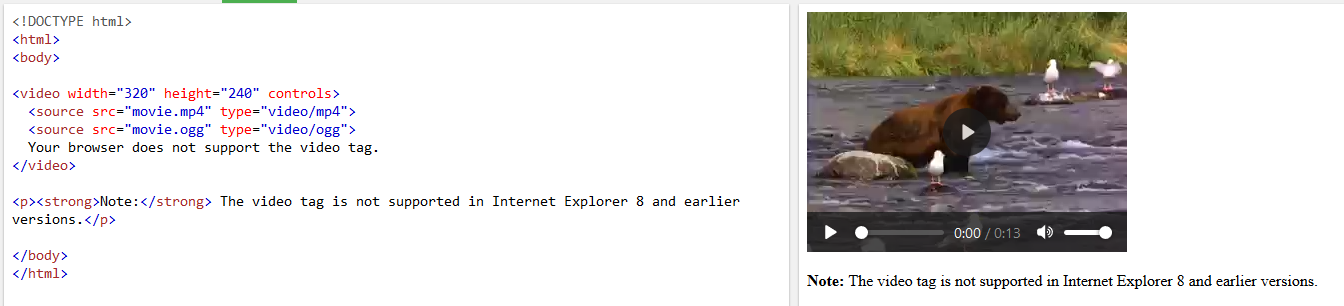 <!DOCTYPE html>
<html>
<body>
<video width="320" height="240" controls>
<source src="movie.mp4" type="video/mp4">
<source src="movie.ogg" type="video/ogg">
Your browser does not support the video tag.
</video>
<p><strong>Note:</strong> The video tag is not supported in Internet Explorer 8 and earlier
versions.</p>
</body>
</html>
0:00 / 0:13
Note: The video tag is not supported in Internet Explorer 8 and earlier versions.